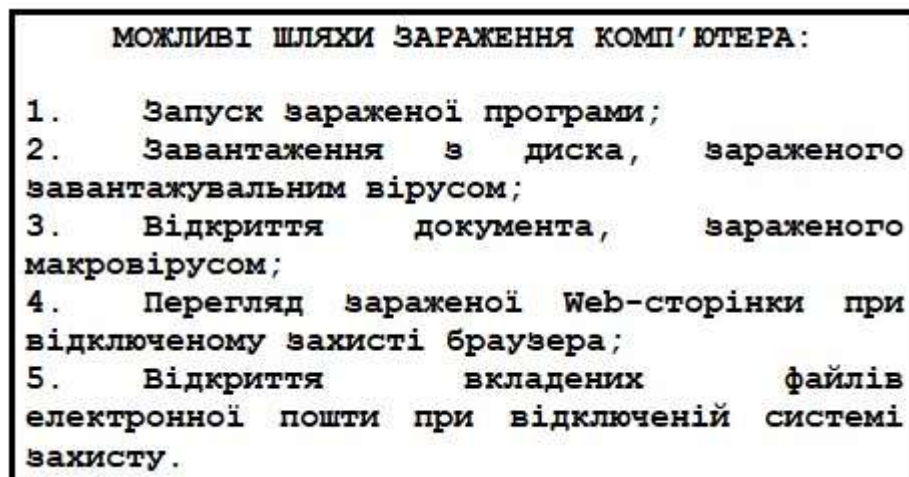 МОЖЛИВІ ШЛЯХИ ЗАРАЖЕННЯ КОМП'ЮТЕРА:
1. Запуск зараженої програми;
2. Завантаження з диска, зараженого
завантажувальним вірусом;
3. Відкриття документа, зараженого
макровірусом;
4. Перегляд зараженої Web-сторінки при
відключеному захисті браузера;
5. Відкриття вкладених файлів
електронної пошти при відключеній системі
захисту.